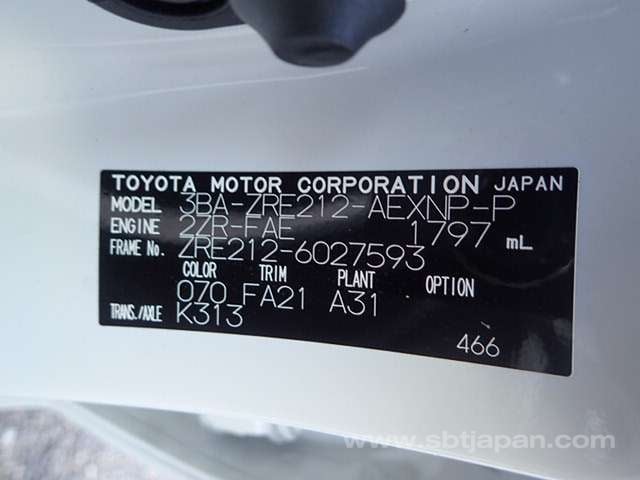 TOYOTA MOTOR CORPORATION JAPAN
MODEL 3BA-ZRE212-AEXNP-P
ENGINE 2ZR-FAE 1797 mL
FRAME No. ZRE212-6027593
COLOR TRIM PLANT OPTION
070 FA21 A31
TRANS./AXLE K313
466
www.sbtjapan.com